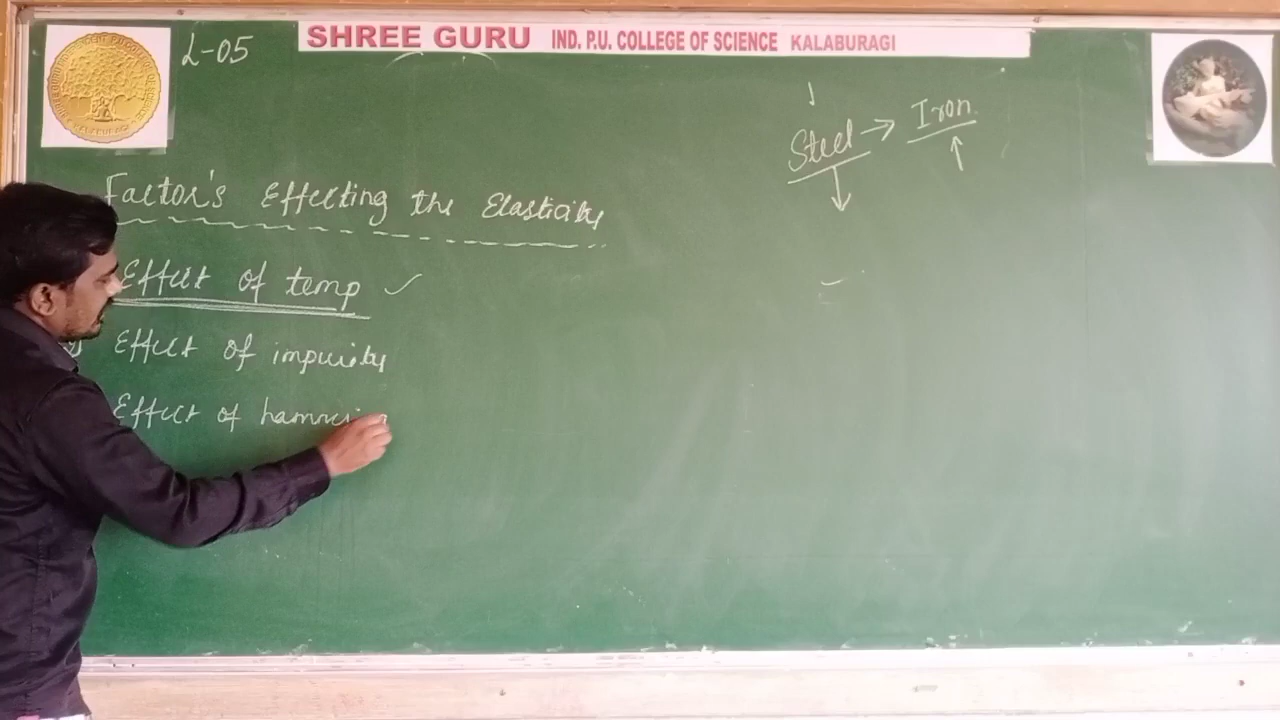 L-05
SHREE GURU IND. P.U. COLLEGE OF SCIENCE KALABURAGI
Steel → Iron
Factor's Effecting the Elasticity
Effect of temp ✓
Effect of impurity
Effect of